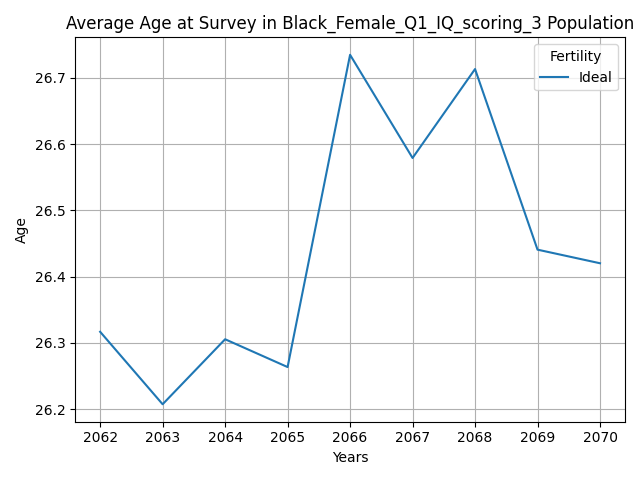 Average Age at Survey in Black_Female_Q1_IQ_scoring_3 Population
Fertility
Ideal
26.7
26.6
26.5
26.4
26.3
26.2
Age
2062 2063 2064 2065 2066 2067 2068 2069 2070
Years